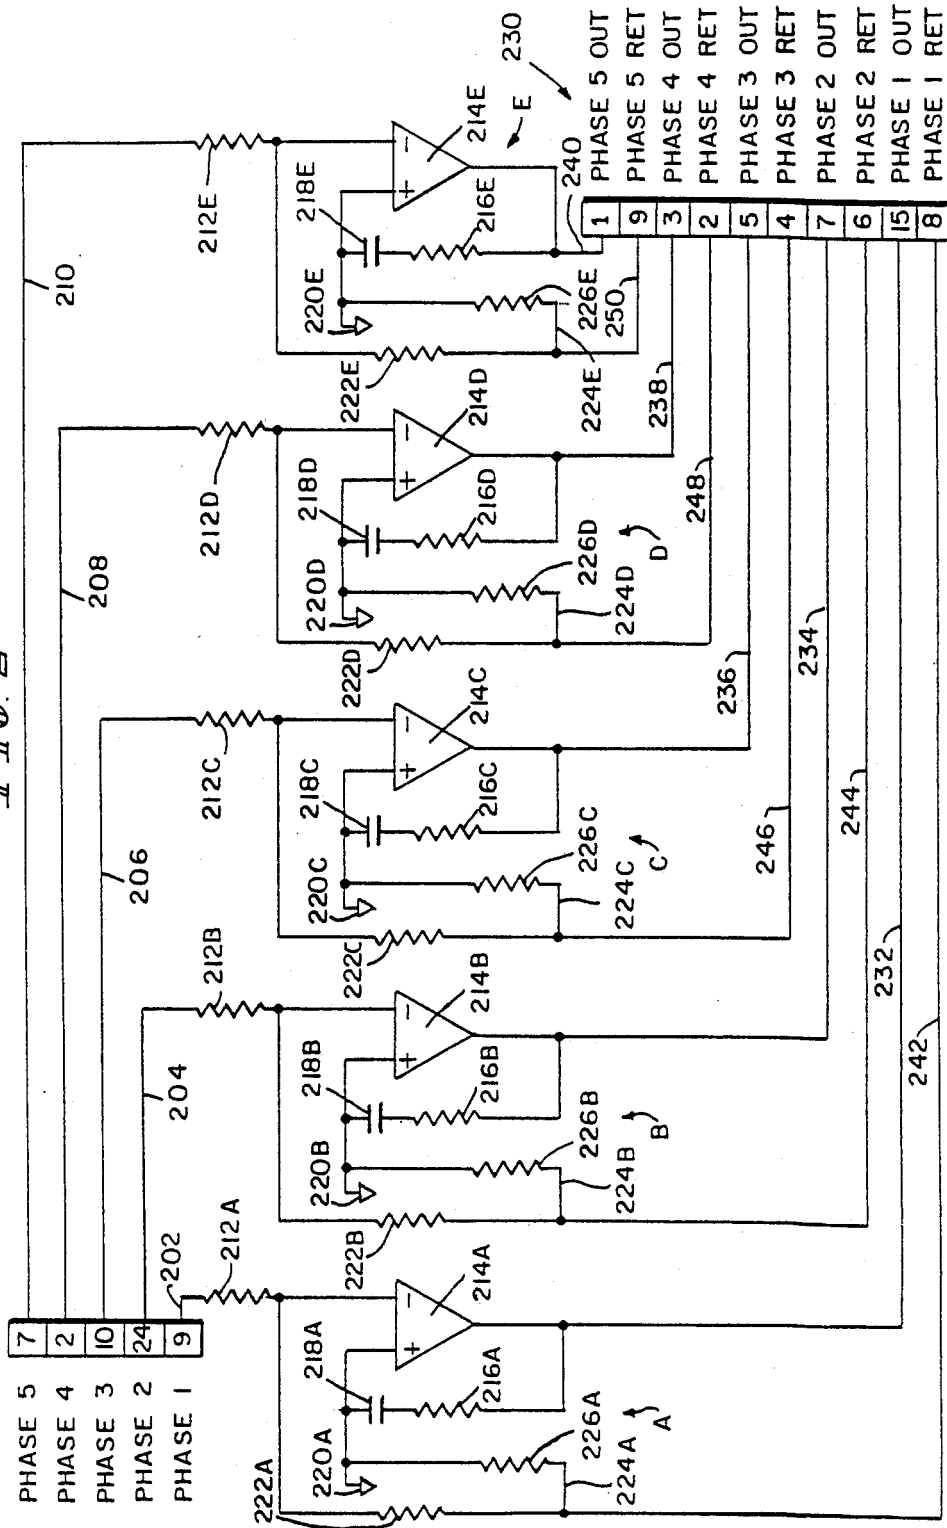 PHASE 5
PHASE 4
PHASE 3
PHASE 2
PHASE 1
7
2
10
24
9
210
208
206
204
202
212A
212B
212C
212D
212E
222A
220A
218A
214A
216A
226A
224A
A
222B
220B
218B
214B
216B
226B
224B
B
222C
220C
218C
214C
216C
226C
224C
C
222D
220D
218D
214D
216D
226D
224D
D
222E
220E
218E
214E
216E
226E
224E
E
230
240
250
238
248
236
246
234
244
232
242
1
9
3
2
5
4
7
6
15
8
PHASE 5 OUT
PHASE 5 RET
PHASE 4 OUT
PHASE 4 RET
PHASE 3 OUT
PHASE 3 RET
PHASE 2 OUT
PHASE 2 RET
PHASE 1 OUT
PHASE 1 RET